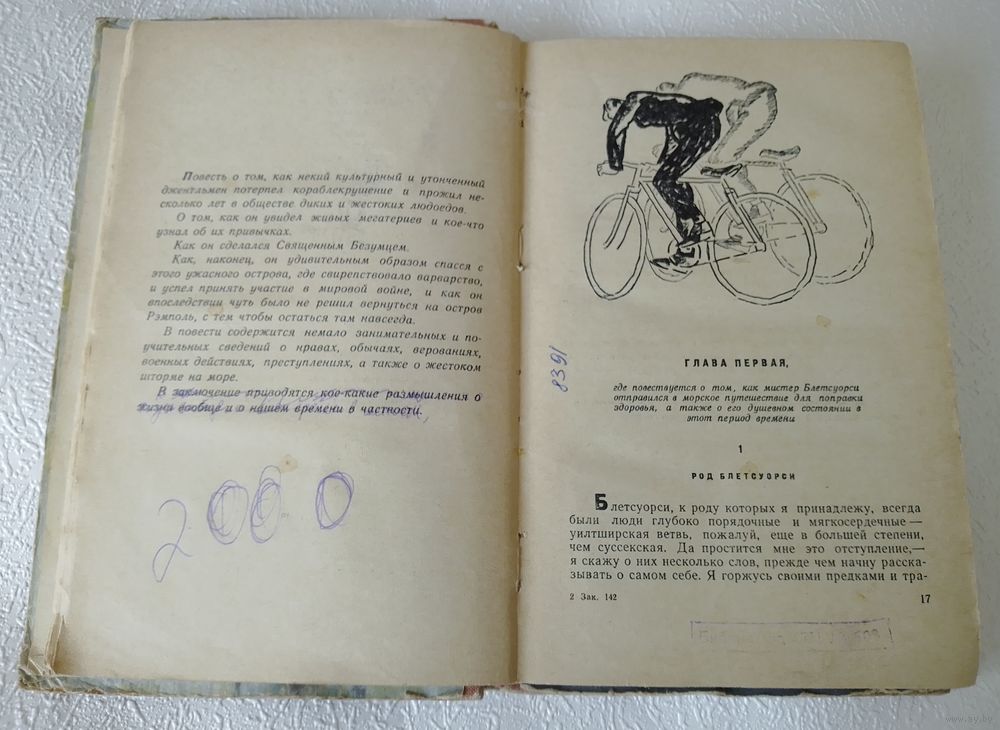 Повесть о том, как некий культурный и утонченный
джентльмен потерпел кораблекрушение и прожил не-
сколько лет в обществе диких и жестоких людоедов.
О том, как он увидел живых мегатериев и кое-что
узнал об их привычках.
Как он сделался Священным Безумцем.
Как, наконец, он удивительным образом спасся с
этого ужасного острова, где свирепствовало варварство,
и успел принять участие в мировой войне, и как он
впоследствии чуть было не решил вернуться на остров
Рэмполь, с тем чтобы остаться там навсегда.
В повести содержится немало занимательных и по-
учительных сведений о нравах, обычаях, верованиях,
военных действиях, преступлениях, а также о жестоком
шторме на море.
В заключение приводятся кое-какие размышления о
жизни вообще и о нашем времени в частности.
2000
8391
ГЛАВА ПЕРВАЯ,
где повествуется о том, как мистер Блетсуорси
отправился в морское путешествие для поправки
здоровья, а также о его душевном состоянии в
этот период времени
1
РОД БЛЕТСУОРСИ
Блетсуорси, к роду которых я принадлежу, всегда
были люди глубоко порядочные и мягкосердечные —
уилтширская ветвь, пожалуй, еще в большей степени,
чем суссекская. Да простится мне это отступление,—
я скажу о них несколько слов, прежде чем начну расска-
зывать о самом себе. Я горжусь своими предками и тра-
2 Зак. 142
17
www.ay.by